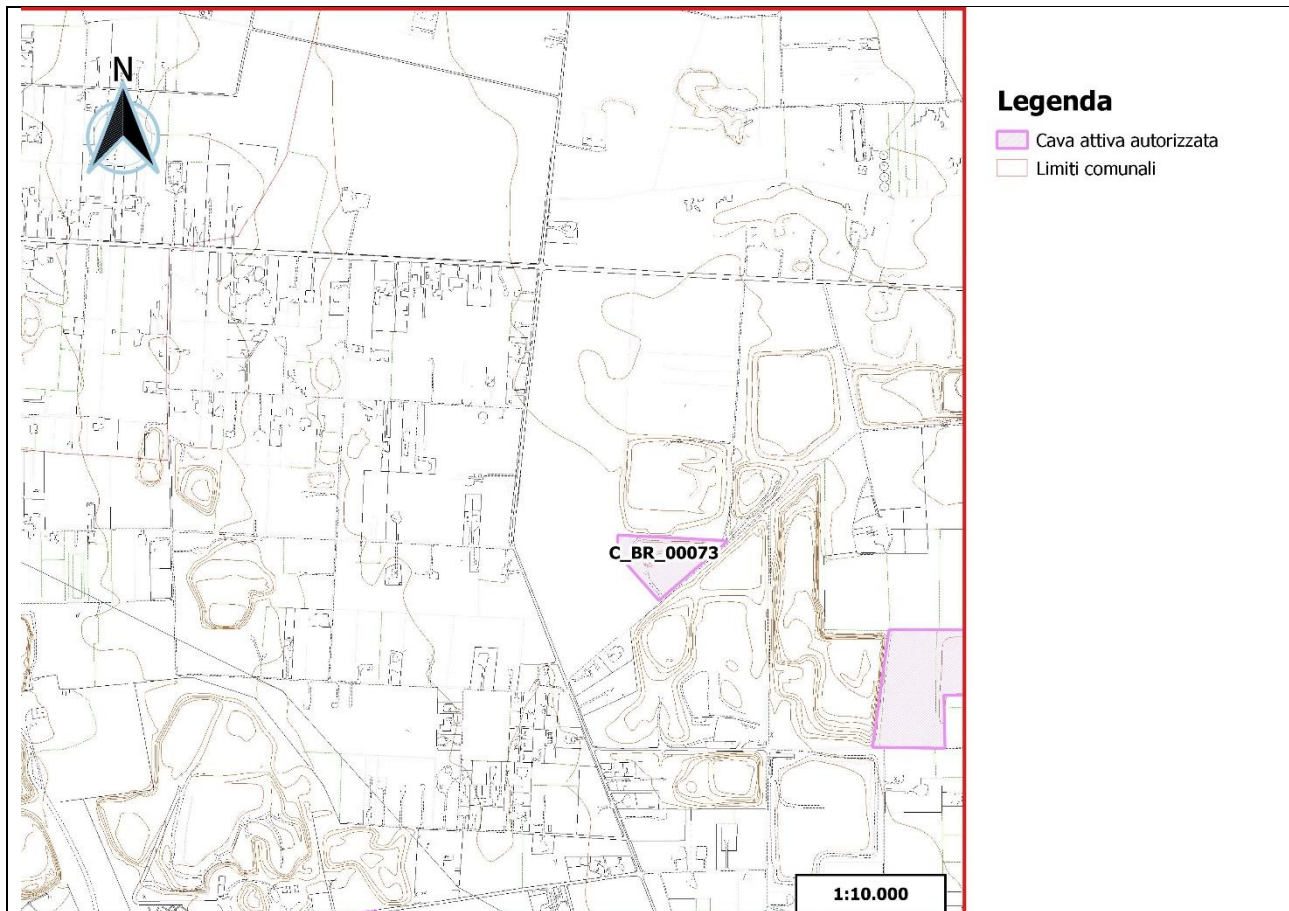 N
Legenda
Cava attiva autorizzata
Limiti comunali
C_BR_00073
1:10.000